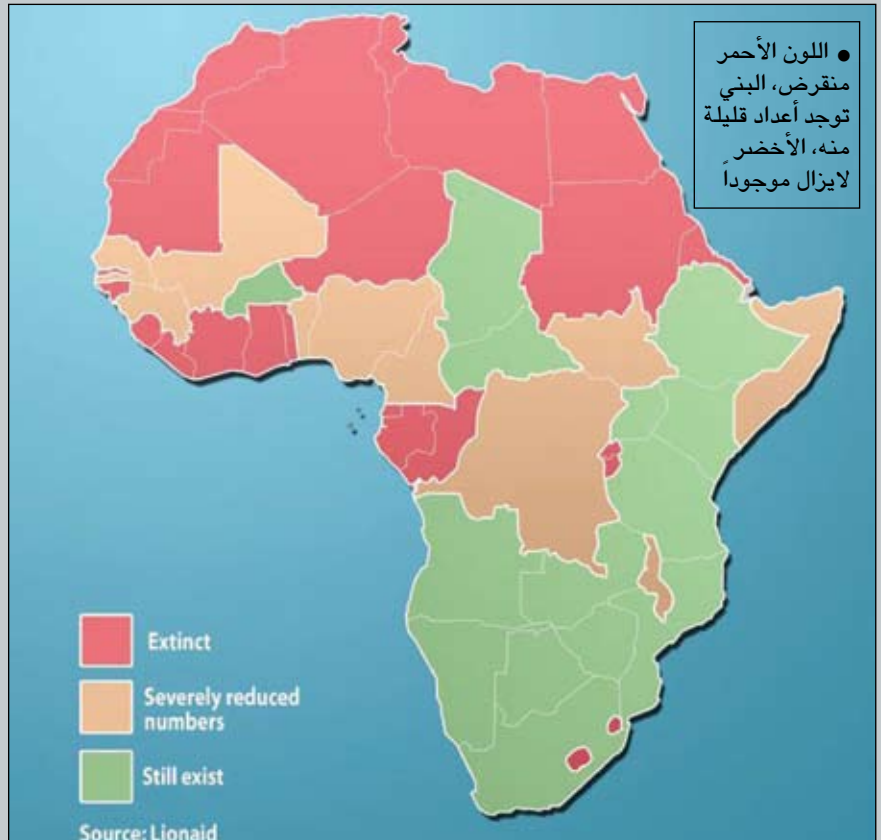 ● اللون الأحمر
منقرض، البني
توجد أعداد قليلة
منه، الأخضر
لايزال موجوداً
Extinct
Severely reduced
numbers
Still exist
Source: Lionaid